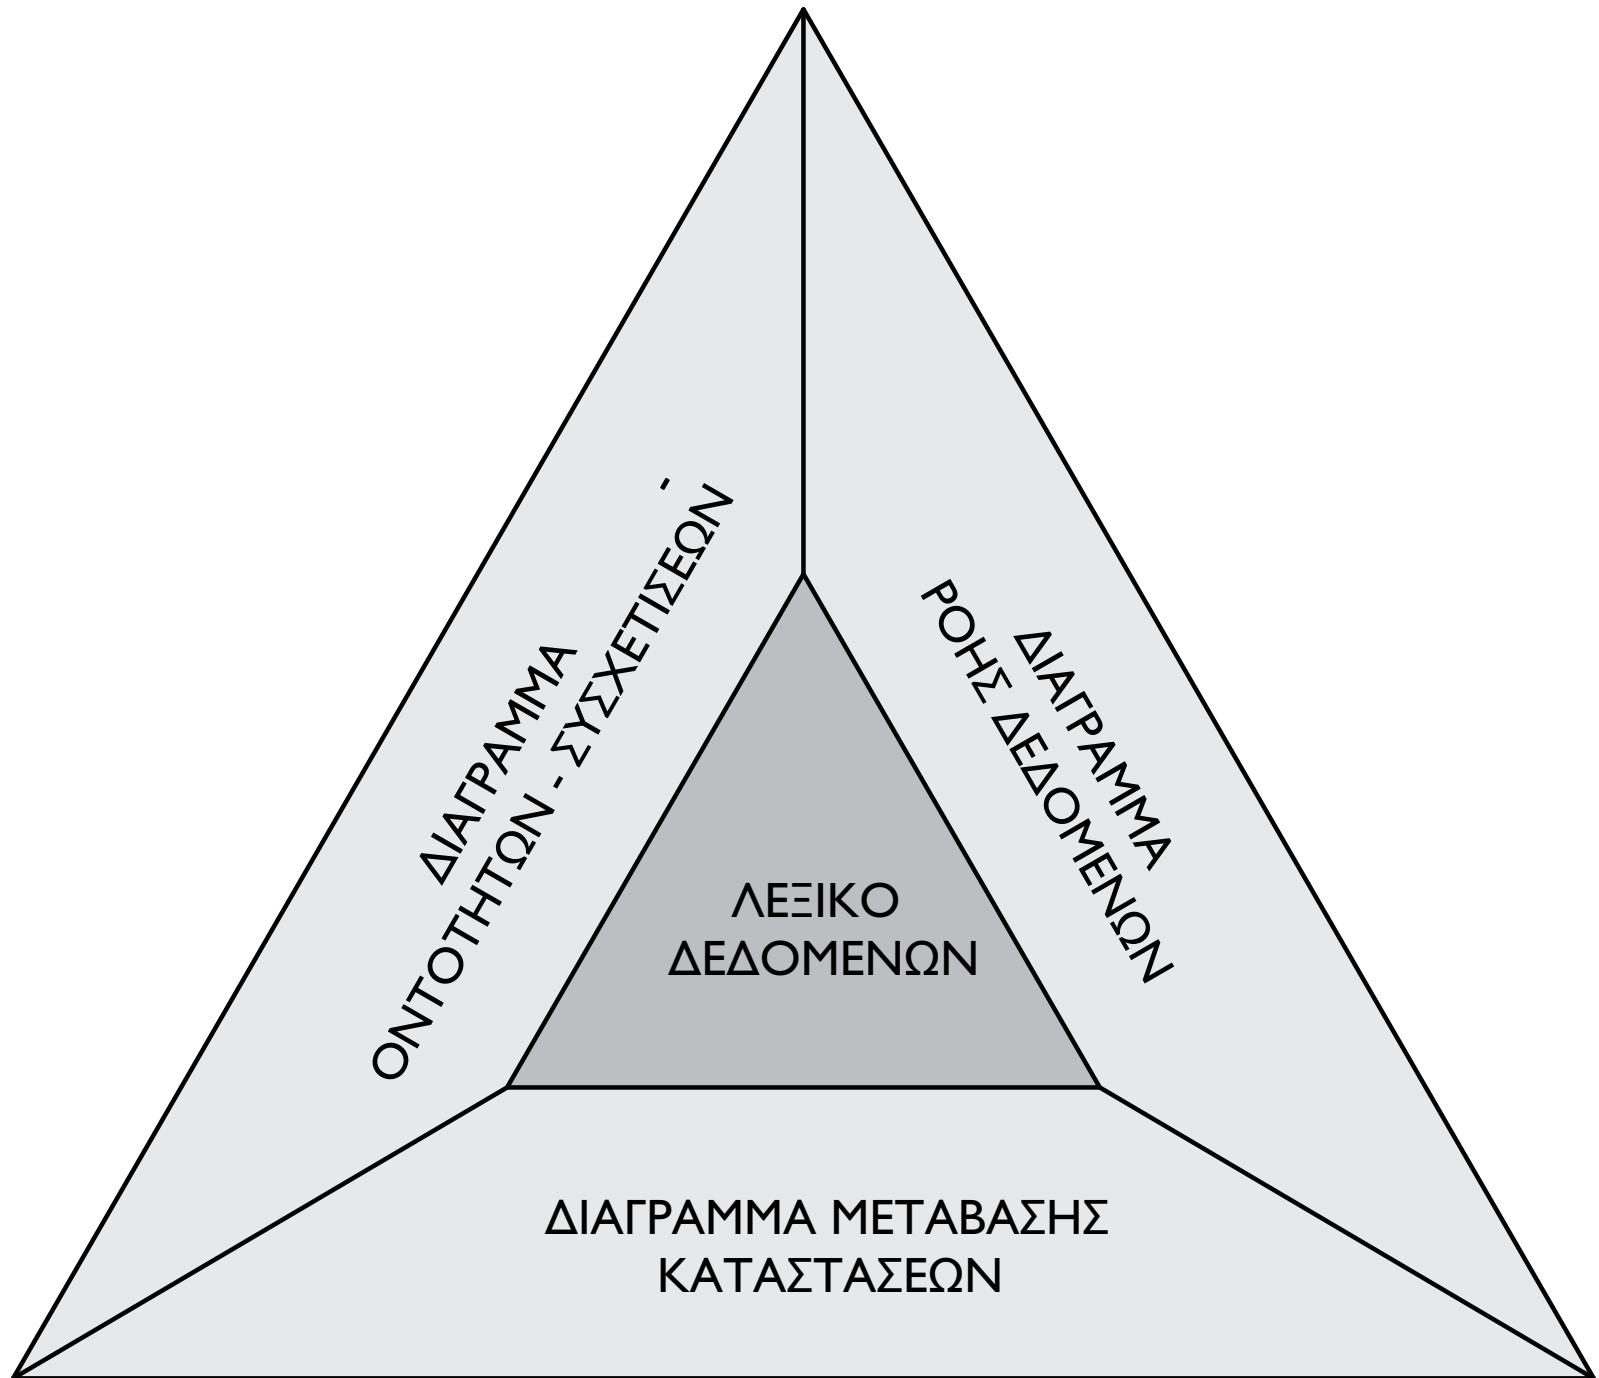 ΔΙΑΓΡΑΜΜΑ
ΟΝΤΟΤΗΤΩΝ - ΣΥΣΧΕΤΙΣΕΩΝ -
ΔΙΑΓΡΑΜΜΑ
ΡΟΗΣ ΔΕΔΟΜΕΝΩΝ
ΛΕΞΙΚΟ
ΔΕΔΟΜΕΝΩΝ
ΔΙΑΓΡΑΜΜΑ ΜΕΤΑΒΑΣΗΣ
ΚΑΤΑΣΤΑΣΕΩΝ